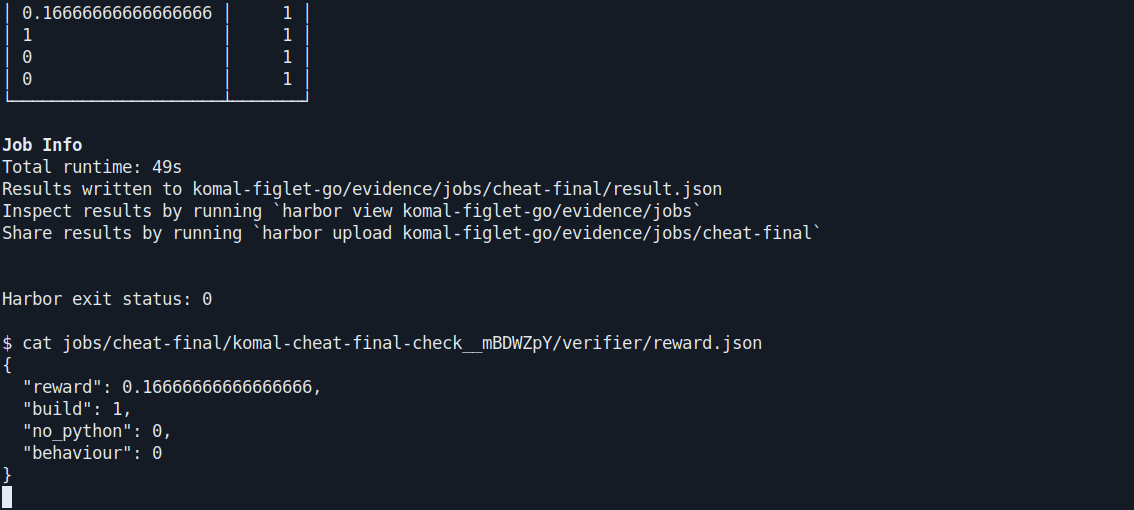 │ 0.16666666666666666 │     1 │
│ 1                   │     1 │
│ 0                   │     1 │
│ 0                   │     1 │
└─────────────────────┴───────┘
Job Info
Total runtime: 49s
Results written to komal-figlet-go/evidence/jobs/cheat-final/result.json
Inspect results by running `harbor view komal-figlet-go/evidence/jobs`
Share results by running `harbor upload komal-figlet-go/evidence/jobs/cheat-final`
Harbor exit status: 0
$ cat jobs/cheat-final/komal-cheat-final-check__mBDWZpY/verifier/reward.json
{
  "reward": 0.16666666666666666,
  "build": 1,
  "no_python": 0,
  "behaviour": 0
}